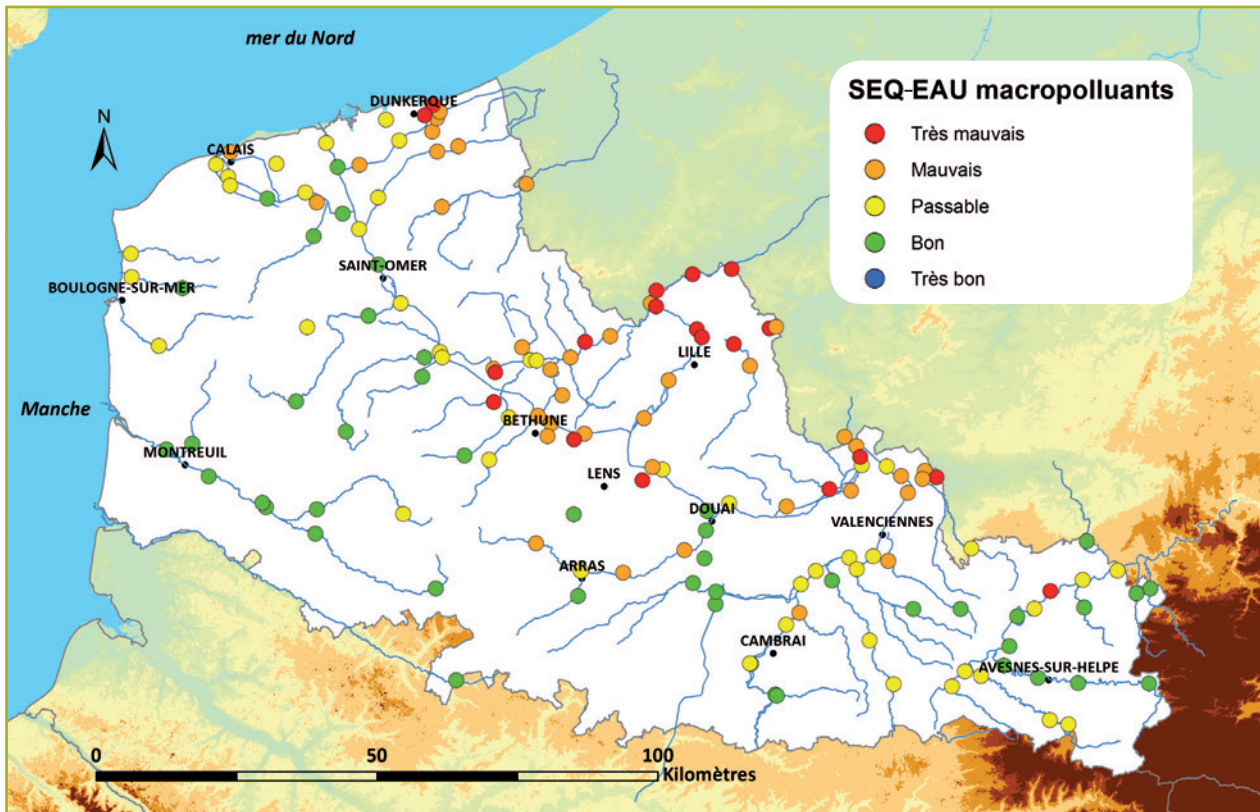 mer du Nord
DUNKERQUE
SEQ-EAU macropolluants
Très mauvais
Mauvais
Passable
Bon
Très bon
N
CALAIS
SAINT-OMER
BOULOGNE-SUR-MER
LILLE
Manche
BETHUNE
MONTREUIL
LENS
DOUAI
VALENCIENNES
ARRAS
CAMBRAI
AVESNES-SUR-HELPE
0 50 100
Kilomètres